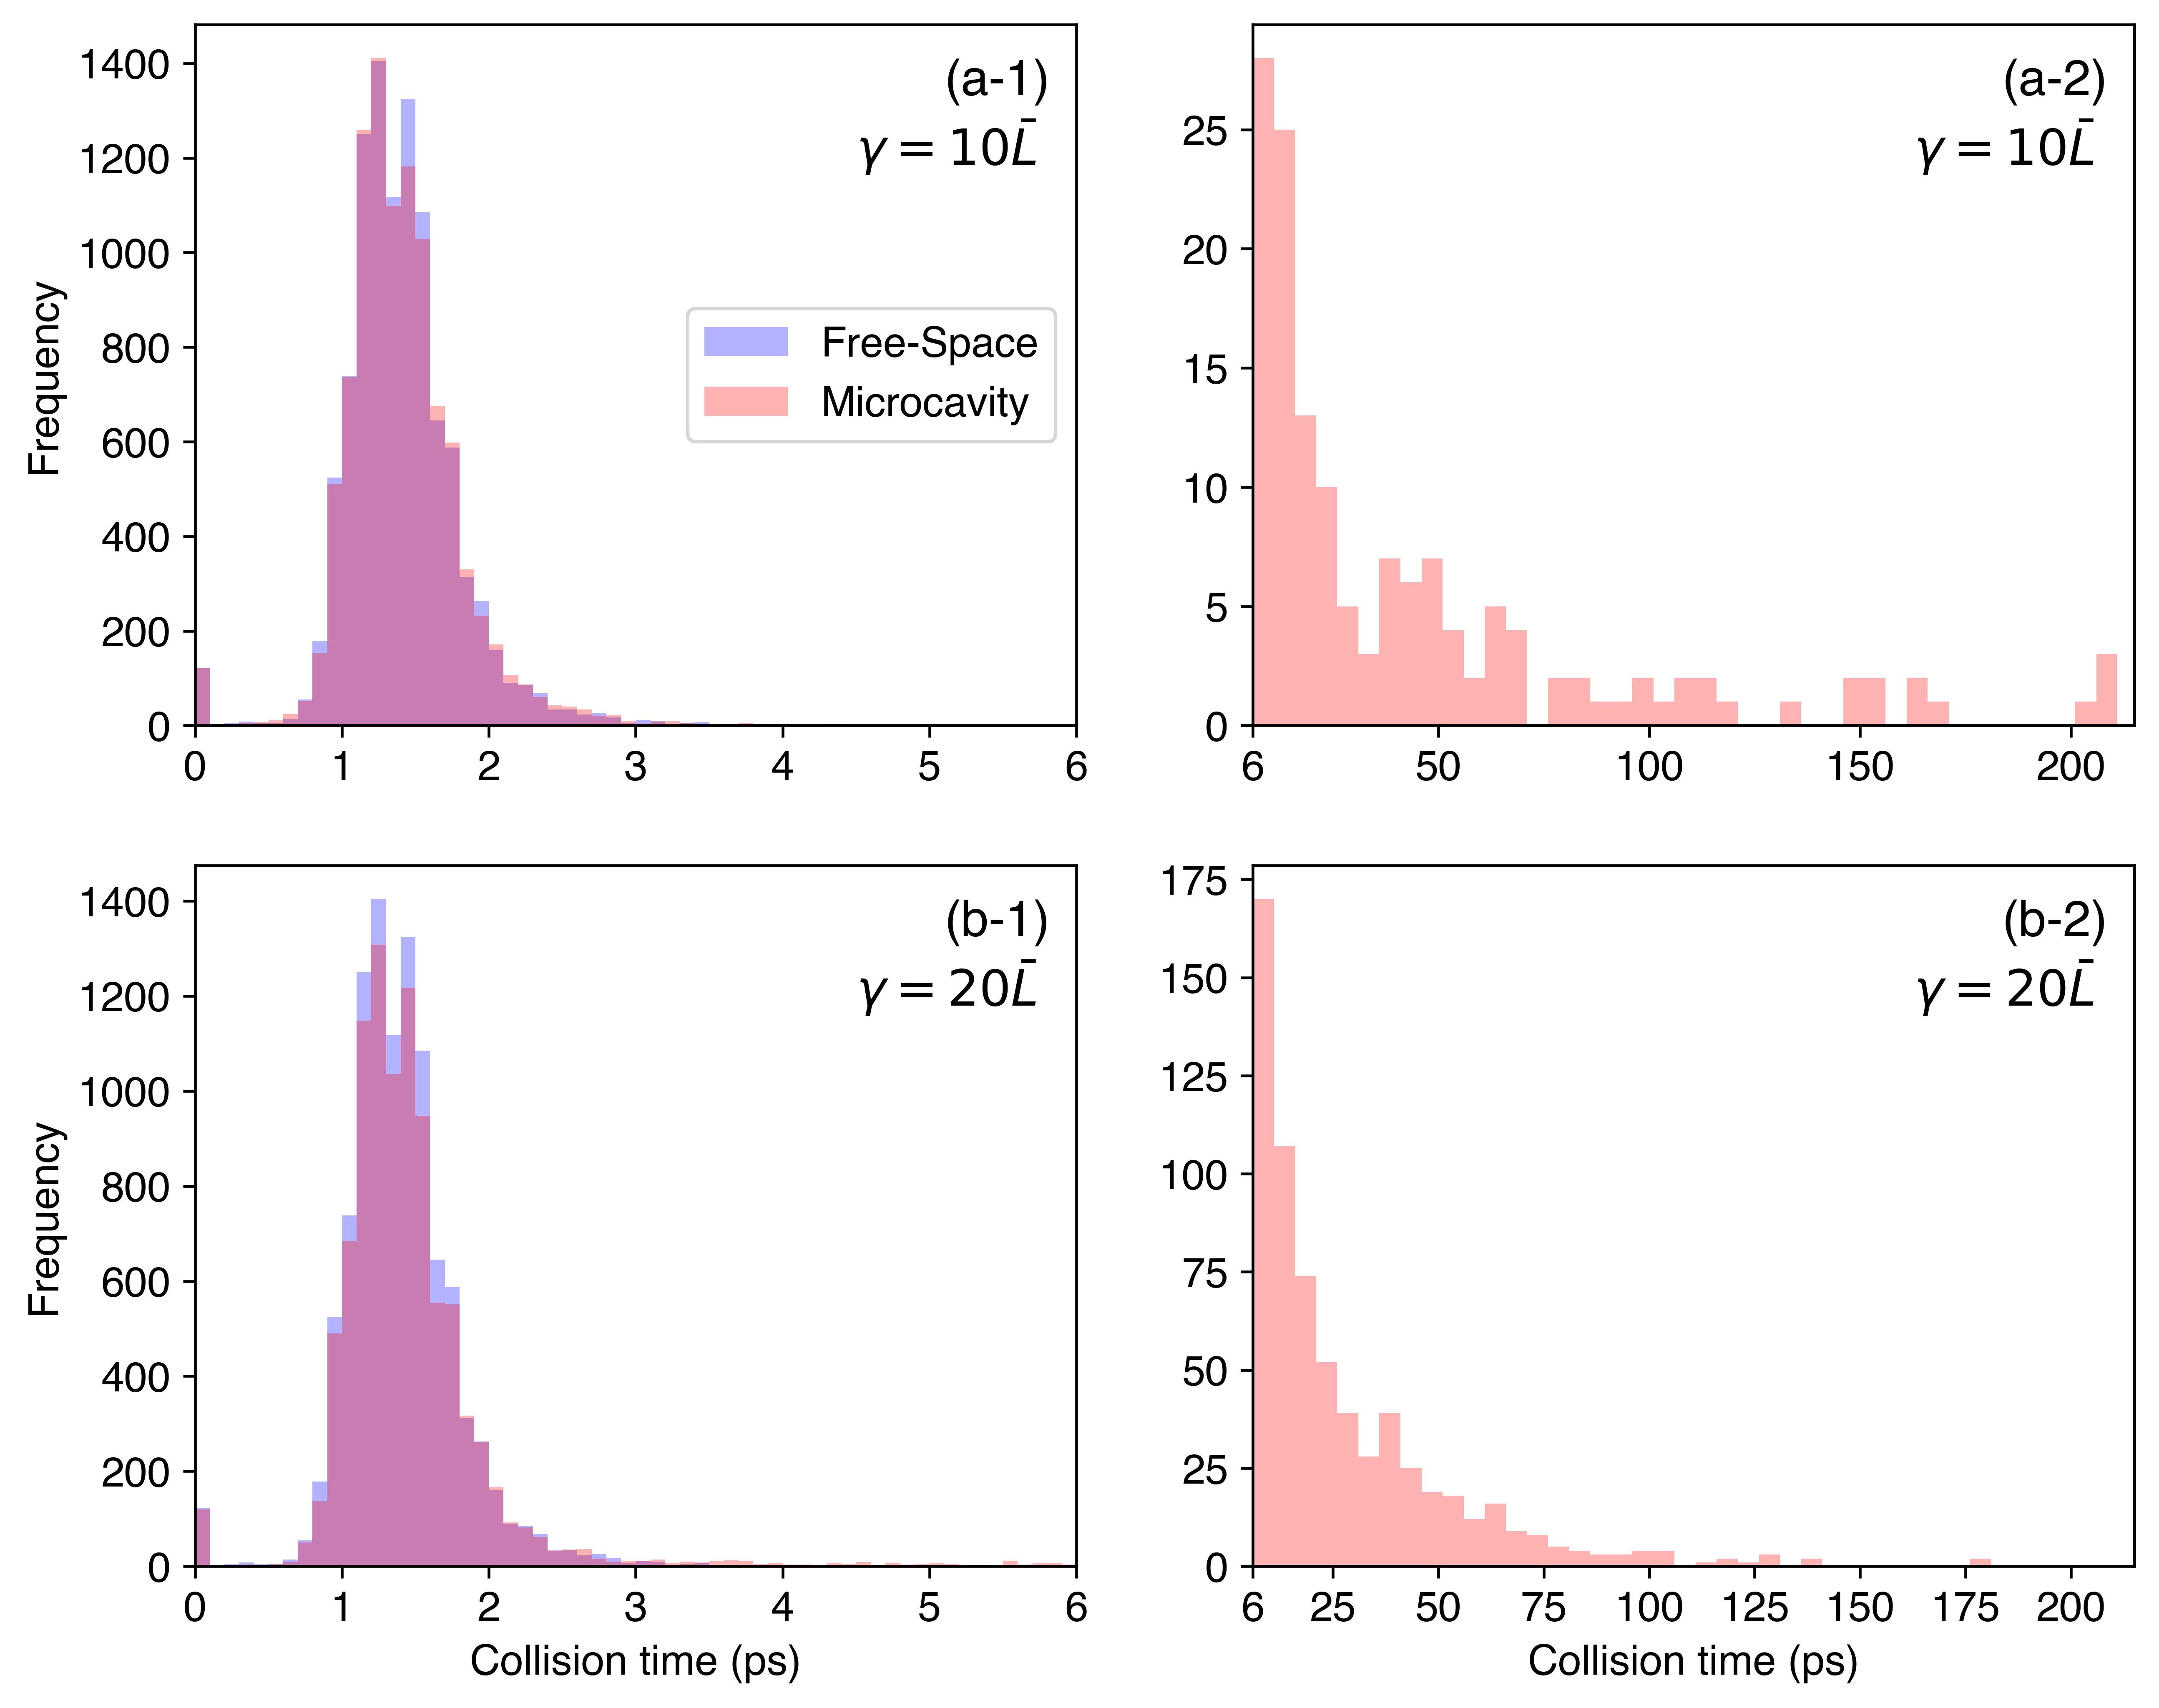 1400
1200
1000
800
600
400
200
0
Frequency
0 1 2 3 4 5 6
(a-1)
γ = 10L̄
Free-Space
Microcavity
25
20
15
10
5
0
6 50 100 150 200
(a-2)
γ = 10L̄
1400
1200
1000
800
600
400
200
0
Frequency
0 1 2 3 4 5 6
Collision time (ps)
(b-1)
γ = 20L̄
175
150
125
100
75
50
25
0
6 25 50 75 100 125 150 175 200
Collision time (ps)
(b-2)
γ = 20L̄